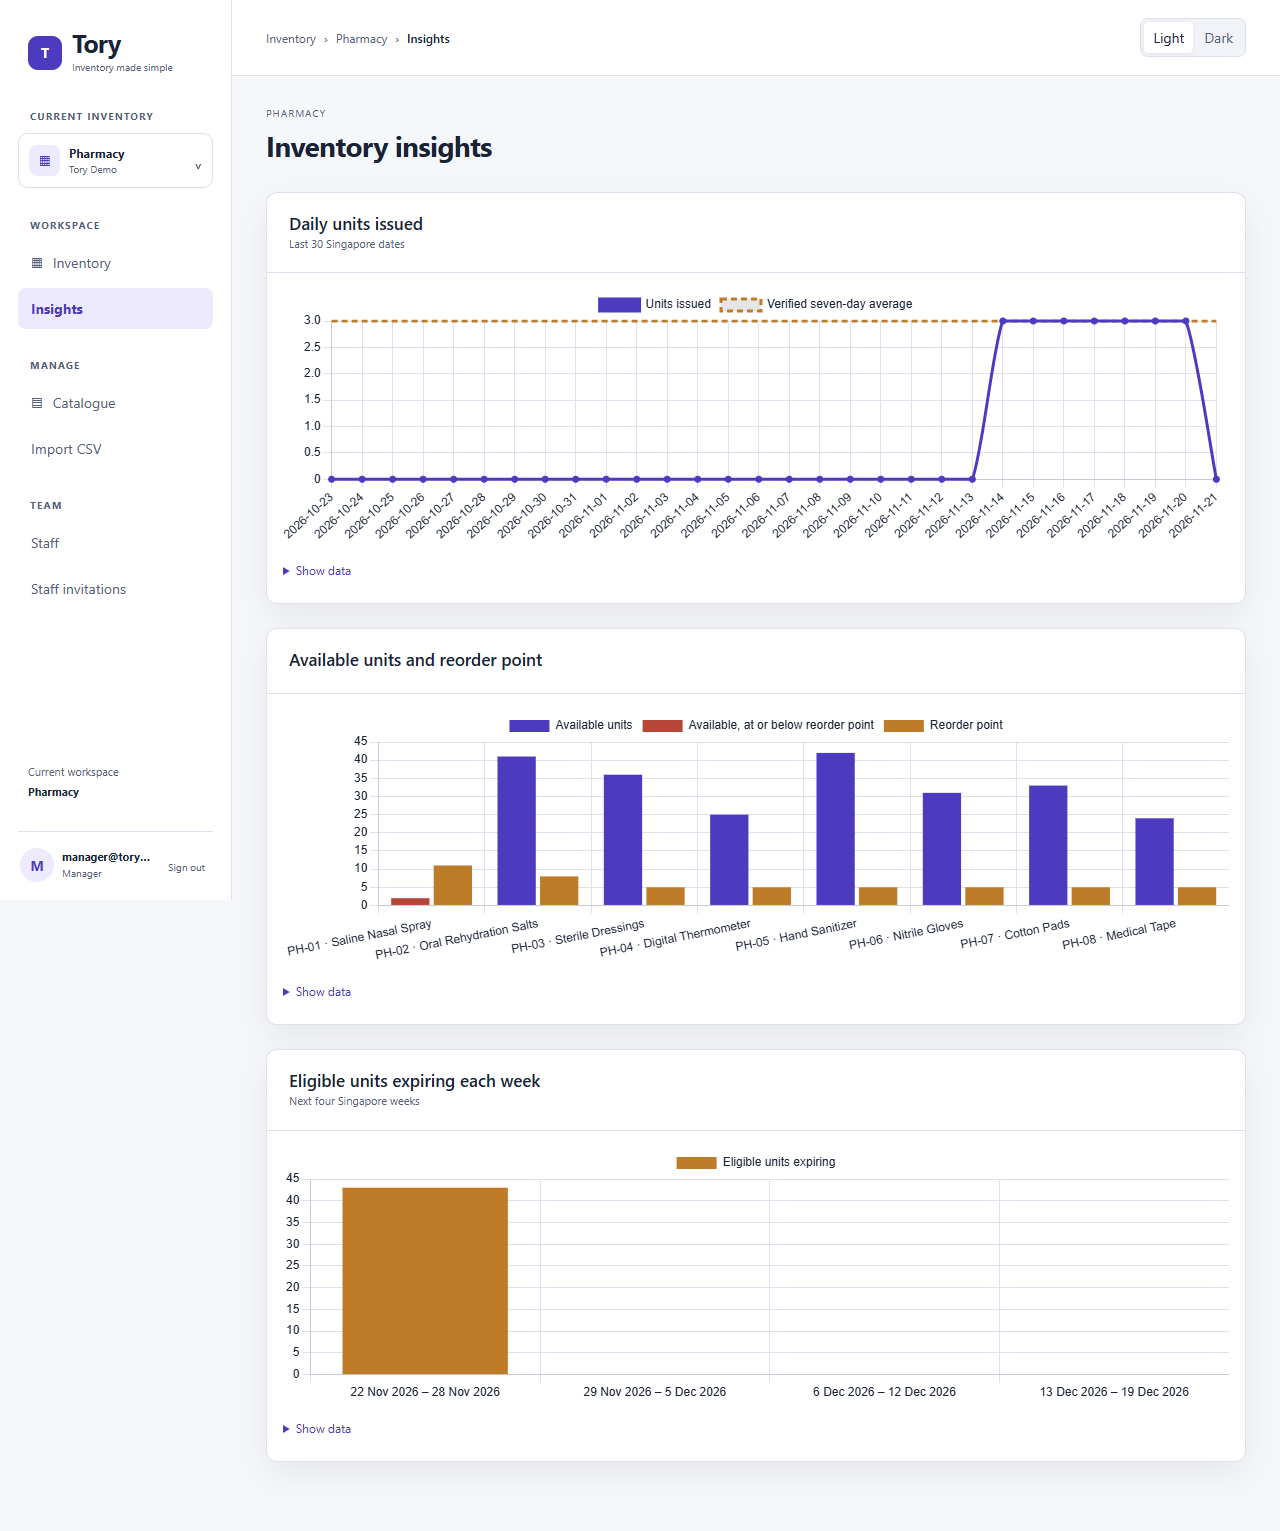 T
Tory
Inventory made simple
CURRENT INVENTORY
Pharmacy
Tory Demo
v
WORKSPACE
Inventory
Insights
MANAGE
Catalogue
Import CSV
TEAM
Staff
Staff invitations
Current workspace
Pharmacy
M
manager@tory...
Manager
Sign out
Inventory › Pharmacy › Insights
Light Dark
PHARMACY
Inventory insights
Daily units issued
Last 30 Singapore dates
Units issued Verified seven-day average
3.0
2.5
2.0
1.5
1.0
0.5
0
2026-10-23 2026-10-24 2026-10-25 2026-10-26 2026-10-27 2026-10-28 2026-10-29 2026-10-30 2026-10-31 2026-11-01 2026-11-02 2026-11-03 2026-11-04 2026-11-05 2026-11-06 2026-11-07 2026-11-08 2026-11-09 2026-11-10 2026-11-11 2026-11-12 2026-11-13 2026-11-14 2026-11-15 2026-11-16 2026-11-17 2026-11-18 2026-11-19 2026-11-20 2026-11-21
Show data
Available units and reorder point
Available units Available, at or below reorder point Reorder point
45
40
35
30
25
20
15
10
5
0
PH-01 · Saline Nasal Spray PH-02 · Oral Rehydration Salts PH-03 · Sterile Dressings PH-04 · Digital Thermometer PH-05 · Hand Sanitizer PH-06 · Nitrile Gloves PH-07 · Cotton Pads PH-08 · Medical Tape
Show data
Eligible units expiring each week
Next four Singapore weeks
Eligible units expiring
45
40
35
30
25
20
15
10
5
0
22 Nov 2026 – 28 Nov 2026 29 Nov 2026 – 5 Dec 2026 6 Dec 2026 – 12 Dec 2026 13 Dec 2026 – 19 Dec 2026
Show data